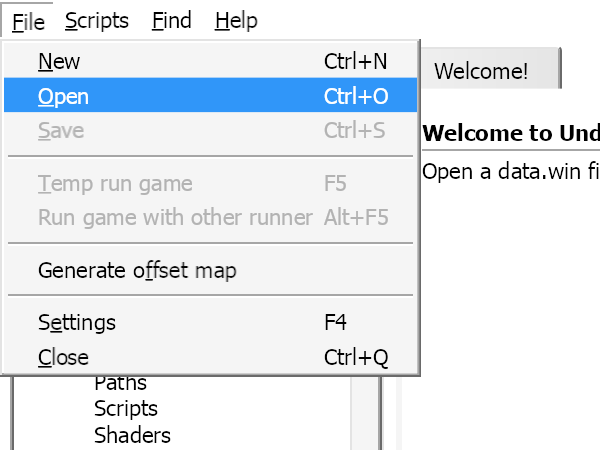 File Scripts Find Help
New Ctrl+N
Open Ctrl+O
Save Ctrl+S
Temp run game F5
Run game with other runner Alt+F5
Generate offset map
Settings F4
Close Ctrl+Q
Paths
Scripts
Shaders
Welcome!
Welcome to Und
Open a data.win fi